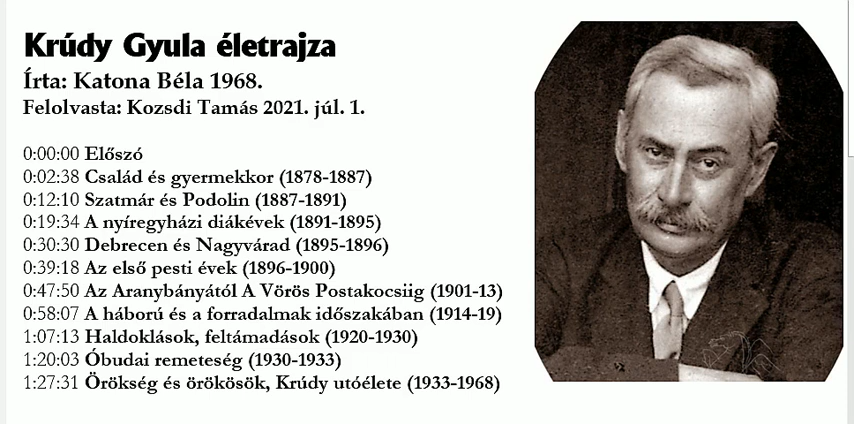 Krúdy Gyula életrajza
Írta: Katona Béla 1968.
Felolvasta: Kozsdi Tamás 2021. júl. 1.
0:00:00 Előszó
0:02:38 Család és gyermekkor (1878-1887)
0:12:10 Szatmár és Podolin (1887-1891)
0:19:34 A nyíregyházi diákévek (1891-1895)
0:30:30 Debrecen és Nagyvárad (1895-1896)
0:39:18 Az első pesti évek (1896-1900)
0:47:50 Az Aranybányától A Vörös Postakocsiig (1901-13)
0:58:07 A háború és a forradalmak időszakában (1914-19)
1:07:13 Haldoklások, feltámadások (1920-1930)
1:20:03 Óbudai remeteség (1930-1933)
1:27:31 Örökség és örökösök, Krúdy utóélete (1933-1968)